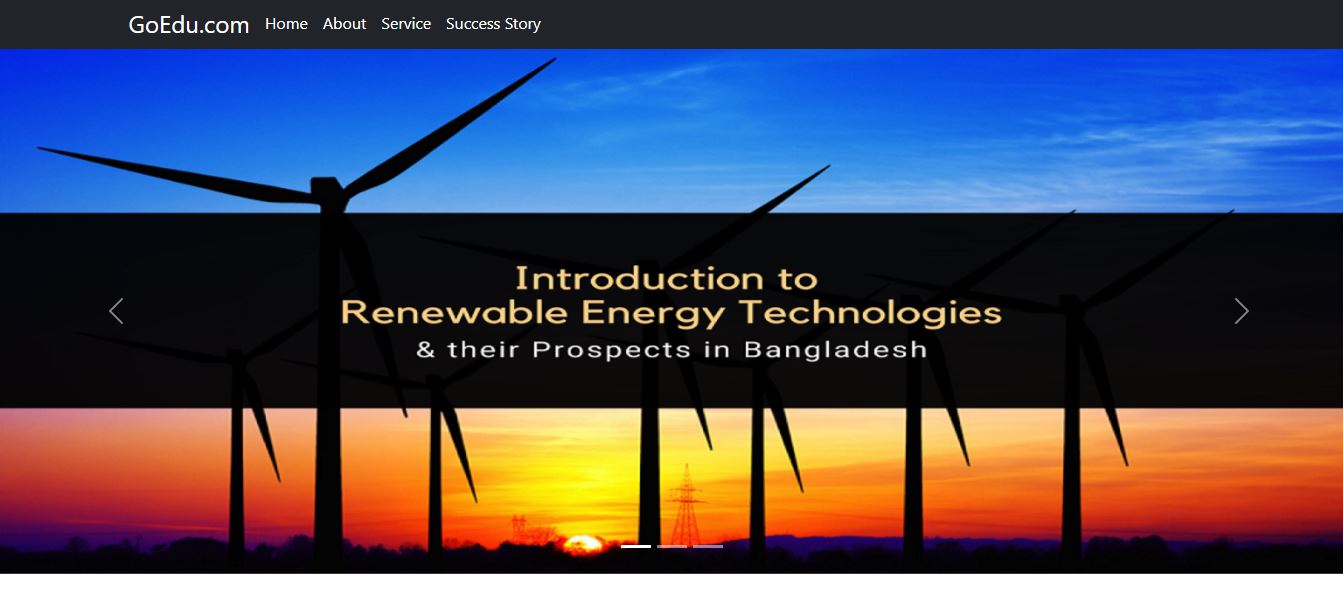 GoEdu.com Home About Service Success Story
Introduction to
Renewable Energy Technologies
& their Prospects in Bangladesh